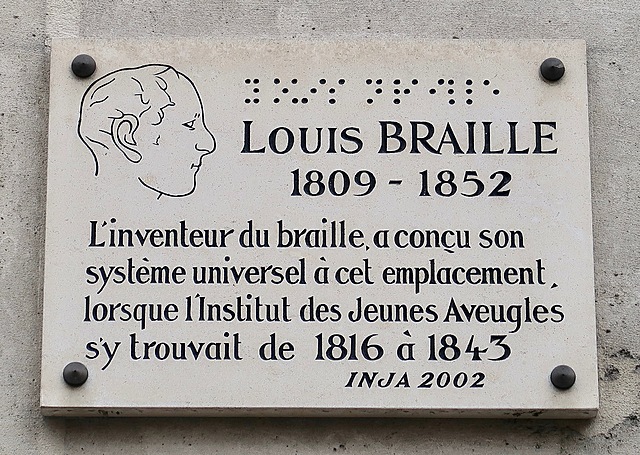 LOUIS BRAILLE
1809 - 1852
L'inventeur du braille, a conçu son
système universel à cet emplacement,
lorsque l'Institut des Jeunes Aveugles
s'y trouvait de 1816 à 1843
INJA 2002